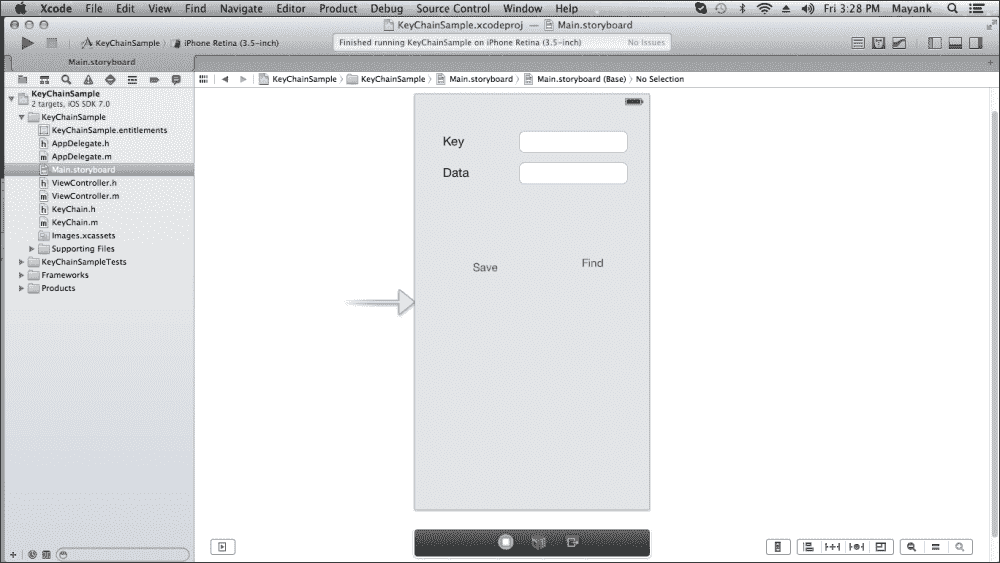 Xcode File Edit View Find Navigate Editor Product Debug Source Control Window Help Fri 3:28 PM Mayank
KeyChainSample.xcodeproj — Main.storyboard
KeyChainSample iPhone Retina (3.5-inch) Finished running KeyChainSample on iPhone Retina (3.5-inch) No Issues
Main.storyboard
KeyChainSample KeyChainSample Main.storyboard Main.storyboard (Base) No Selection
KeyChainSample
2 targets, iOS SDK 7.0
KeyChainSample
KeyChainSample.entitlements
h AppDelegate.h
m AppDelegate.m
Main.storyboard
h ViewController.h
m ViewController.m
h KeyChain.h
m KeyChain.m
Images.xcassets
Supporting Files
KeyChainSampleTests
Frameworks
Products
Key
Data
Save
Find